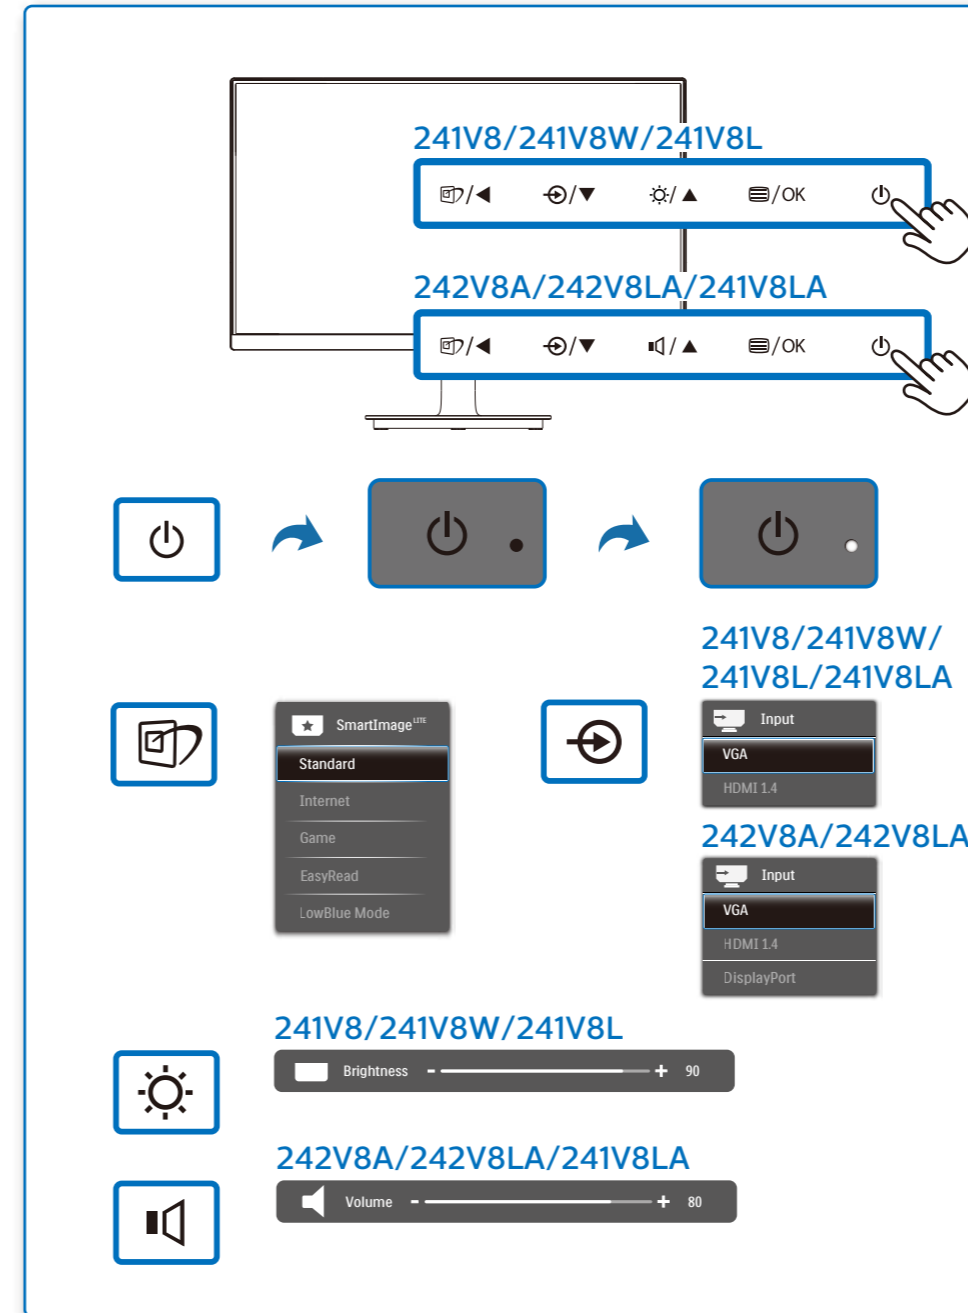 241V8/241V8W/241V8L
/◀ /▼ /▲ /OK
242V8A/242V8LA/241V8LA
/◀ /▼ /▲ /OK
241V8/241V8W/
241V8L/241V8LA
SmartImage LITE
Standard
Internet
Game
EasyRead
LowBlue Mode
Input
VGA
HDMI 1.4
242V8A/242V8LA
Input
VGA
HDMI 1.4
DisplayPort
241V8/241V8W/241V8L
Brightness - + 90
242V8A/242V8LA/241V8LA
Volume - + 80